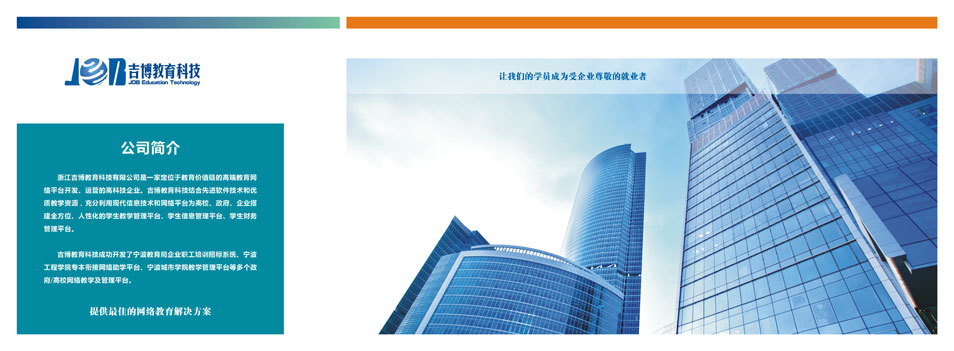 吉博教育科技
JOB Education Technology
让我们的学员成为受企业尊敬的就业者
公司简介
浙江吉博教育科技有限公司是一家定位于教育价值链的高端教育网
络平台开发、运营的高科技企业。吉博教育科技结合先进软件技术和优
质教学资源，充分利用现代信息技术和网络平台为高校、政府、企业搭
建全方位、人性化的学生教学管理平台、学生信息管理平台、学生财务
管理平台。
吉博教育科技成功开发了宁波教育局企业职工培训招标系统、宁波
工程学院专本衔接网络助学平台、宁波城市学院教学管理平台等多个政
府/高校网络教学及管理平台。
提供最佳的网络教育解决方案